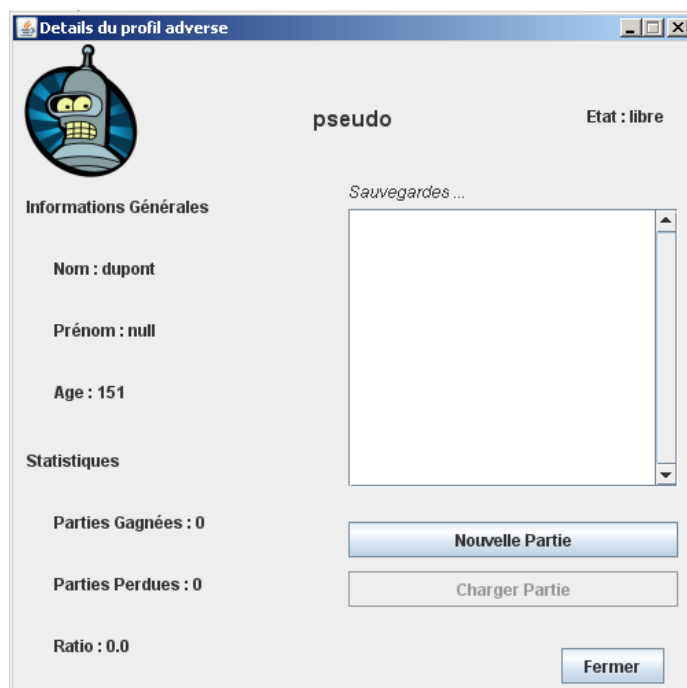 Details du profil adverse
pseudo
Etat : libre
Informations Générales
Nom : dupont
Prénom : null
Age : 151
Statistiques
Parties Gagnées : 0
Parties Perdues : 0
Ratio : 0.0
Sauvegardes ...
Nouvelle Partie
Charger Partie
Fermer